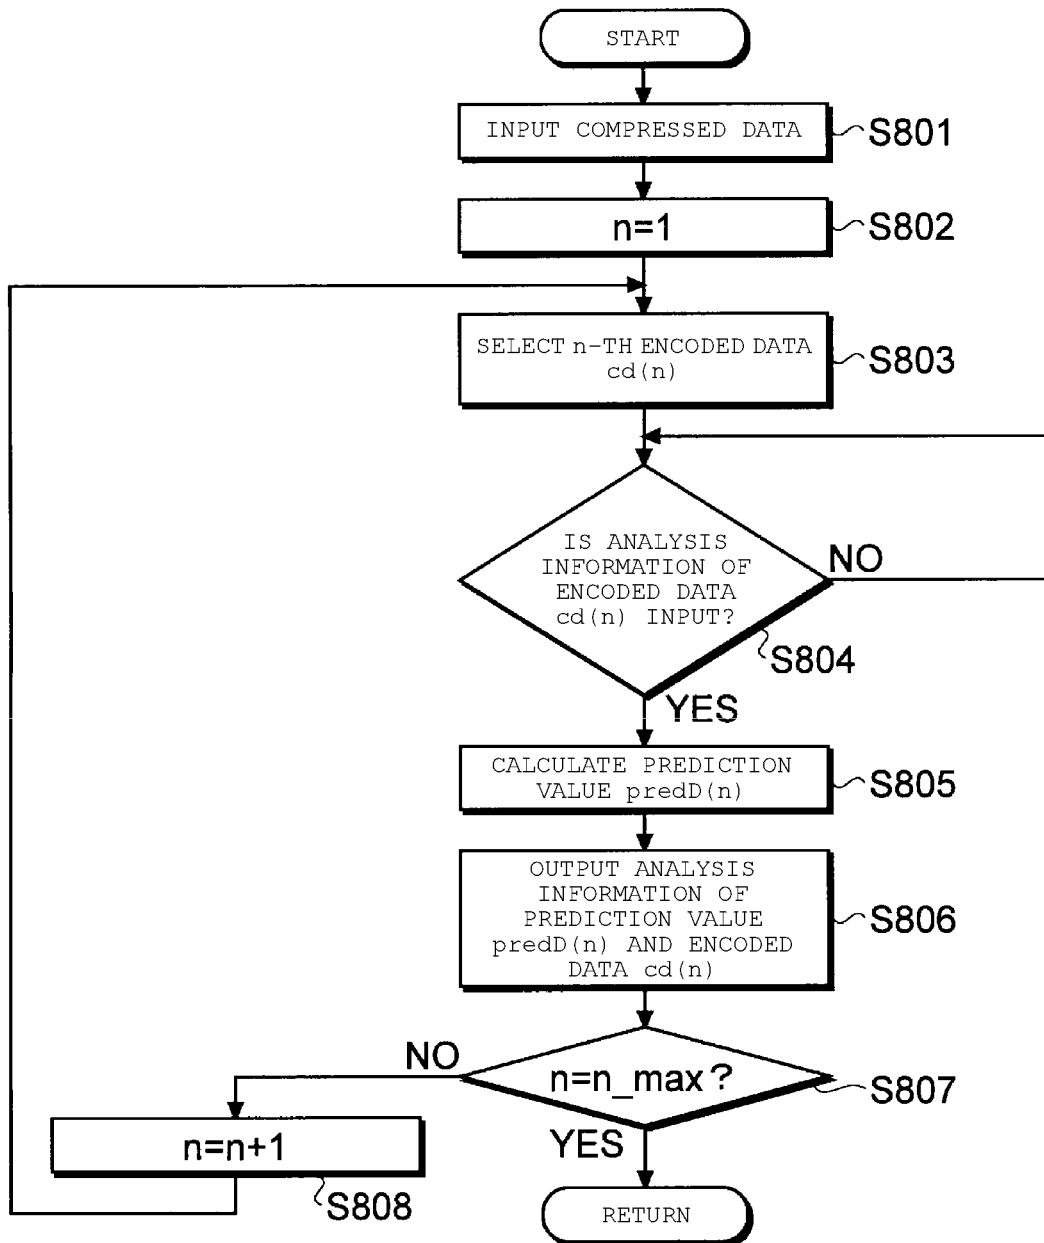 START
INPUT COMPRESSED DATA
S801
n=1
S802
SELECT n-TH ENCODED DATA
cd(n)
S803
IS ANALYSIS
INFORMATION OF
ENCODED DATA
cd(n) INPUT?
NO
S804
YES
CALCULATE PREDICTION
VALUE predD(n)
S805
OUTPUT ANALYSIS
INFORMATION OF
PREDICTION VALUE
predD(n) AND ENCODED
DATA cd(n)
S806
NO
n=n_max?
S807
YES
n=n+1
S808
RETURN